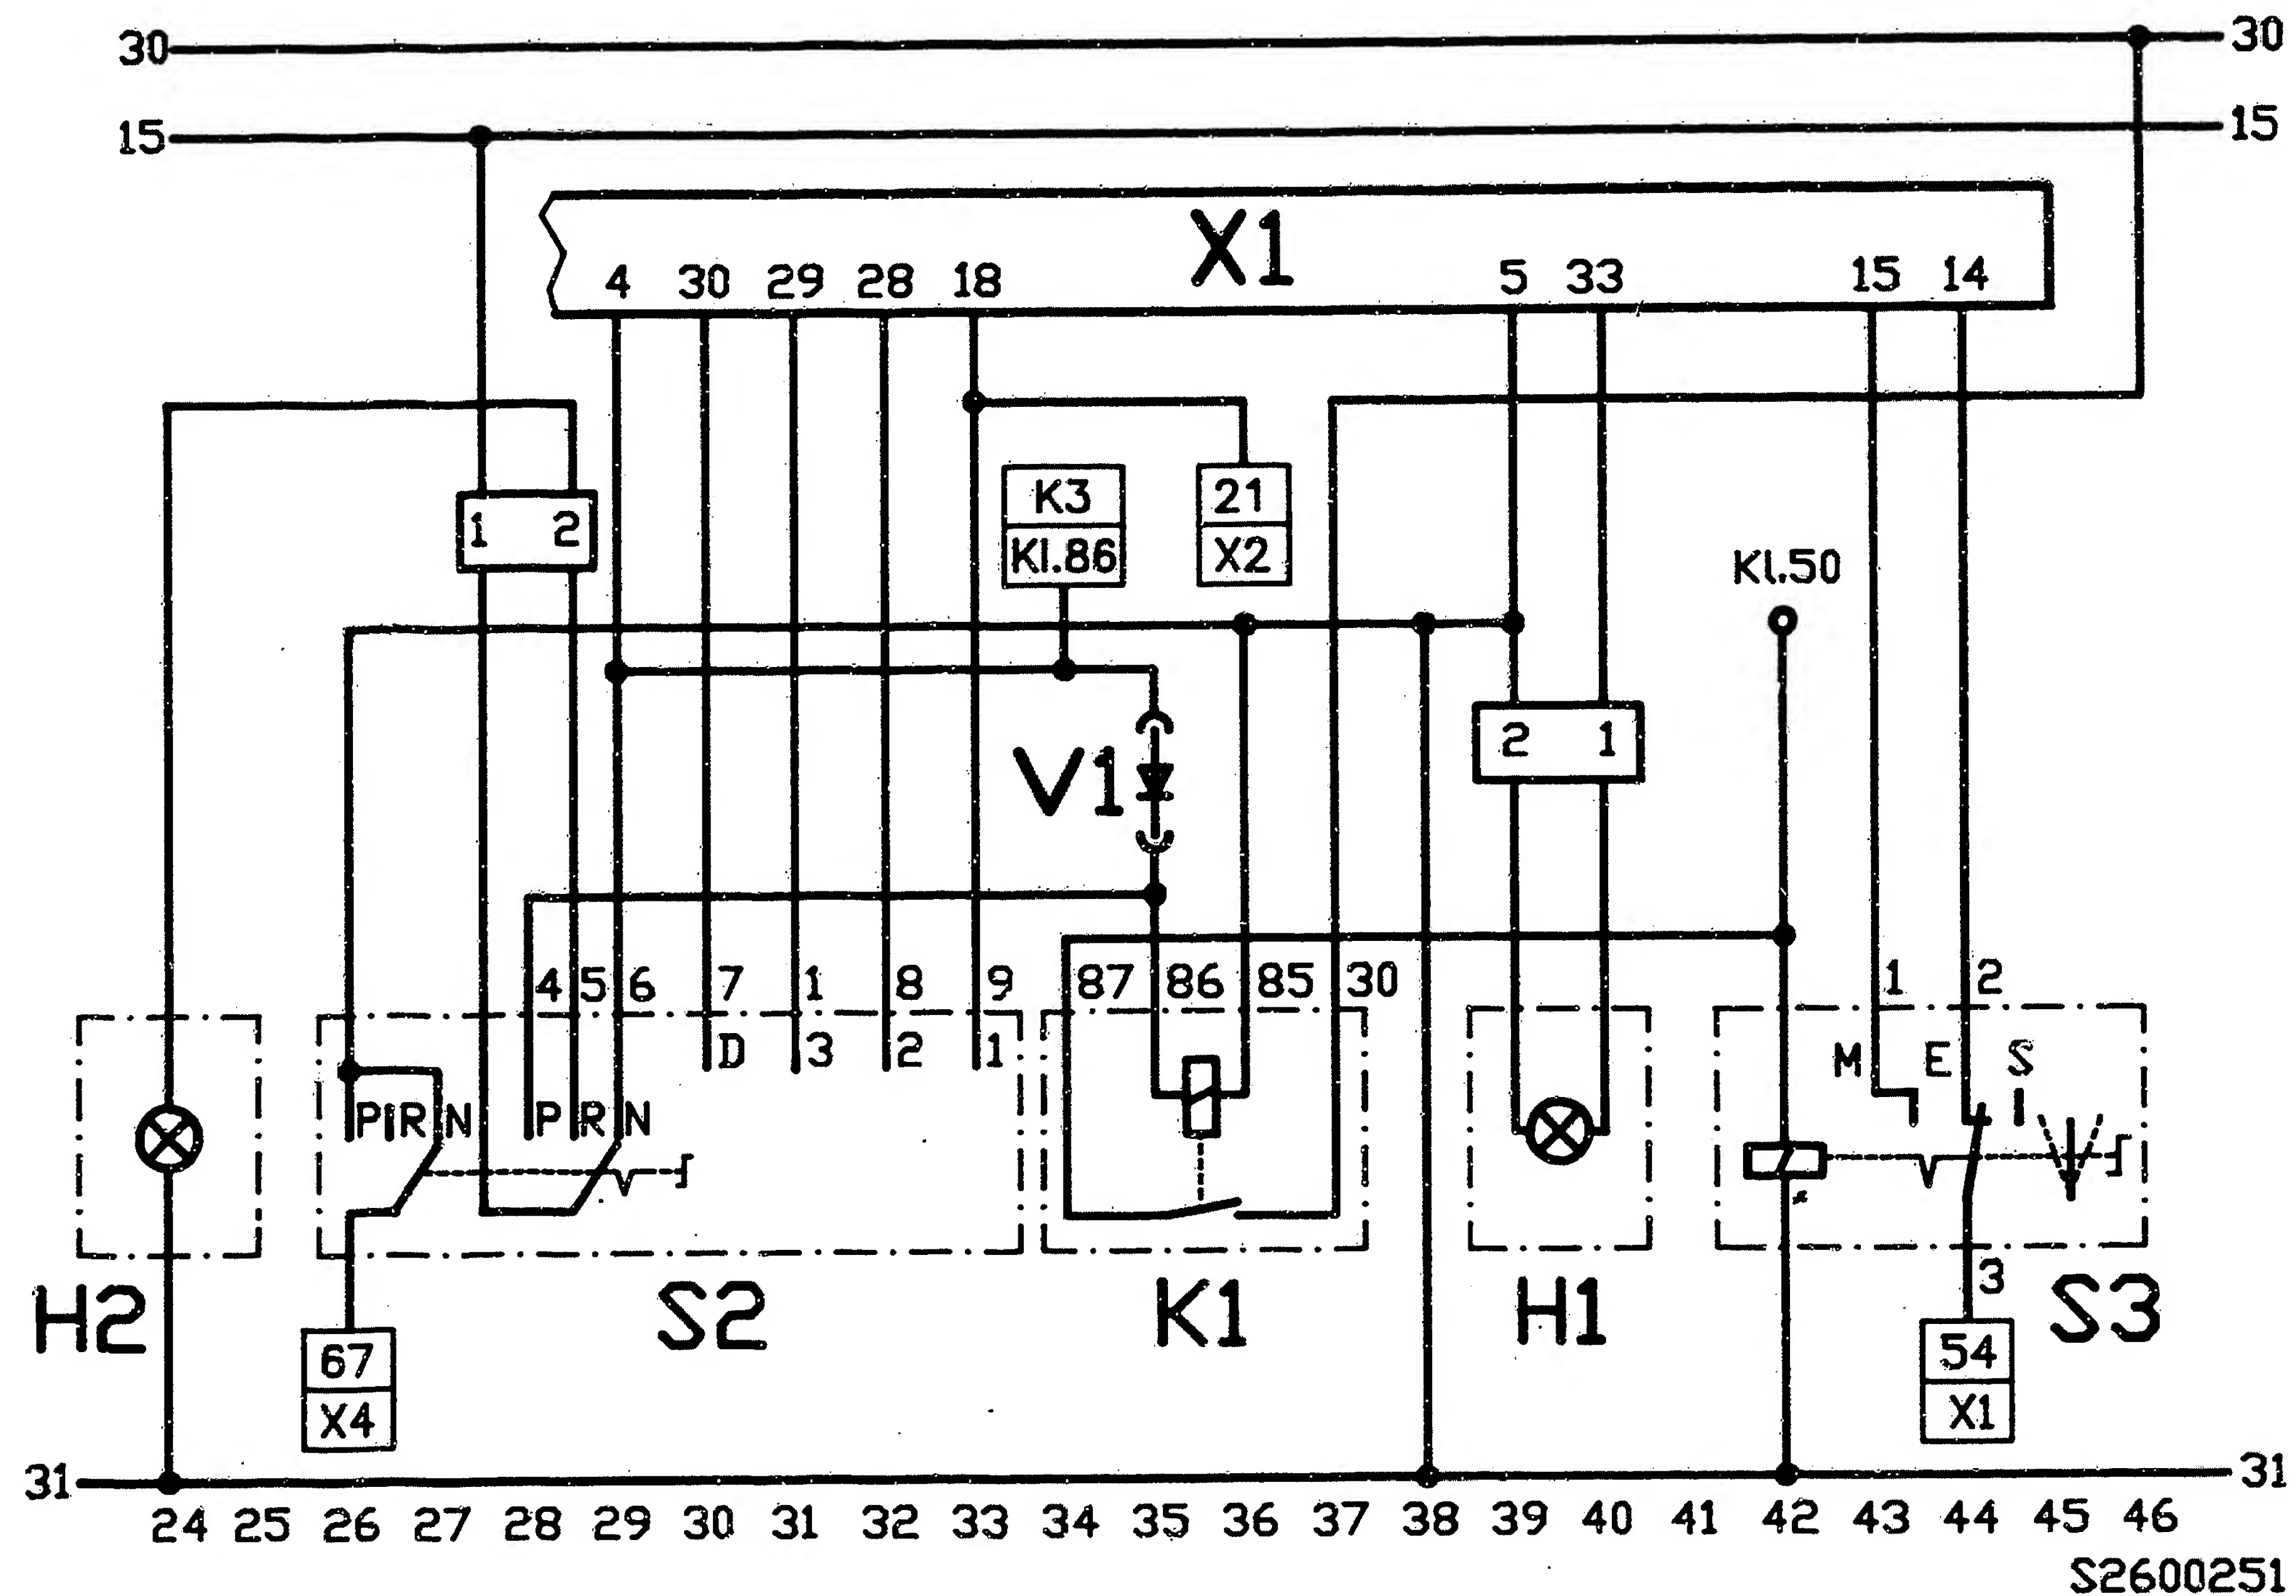 30 30
15 15
X1
4 30 29 28 18 5 33 15 14
K3 21
Kl.86 X2
1 2
Kl.50
2 1
V1
4 5 6 7 1 8 9 87 86 85 30 1 2
D 3 2 1 M E S
P R N P R N
H2 S2 K1 H1 3 S3
67 54
X4 X1
31 31
24 25 26 27 28 29 30 31 32 33 34 35 36 37 38 39 40 41 42 43 44 45 46
S2600251